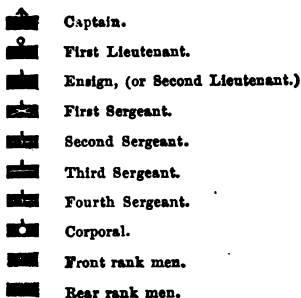 Captain.
First Lieutenant.
Ensign, (or Second Lieutenant.)
First Sergeant.
Second Sergeant.
Third Sergeant.
Fourth Sergeant.
Corporal.
Front rank men.
Rear rank men.